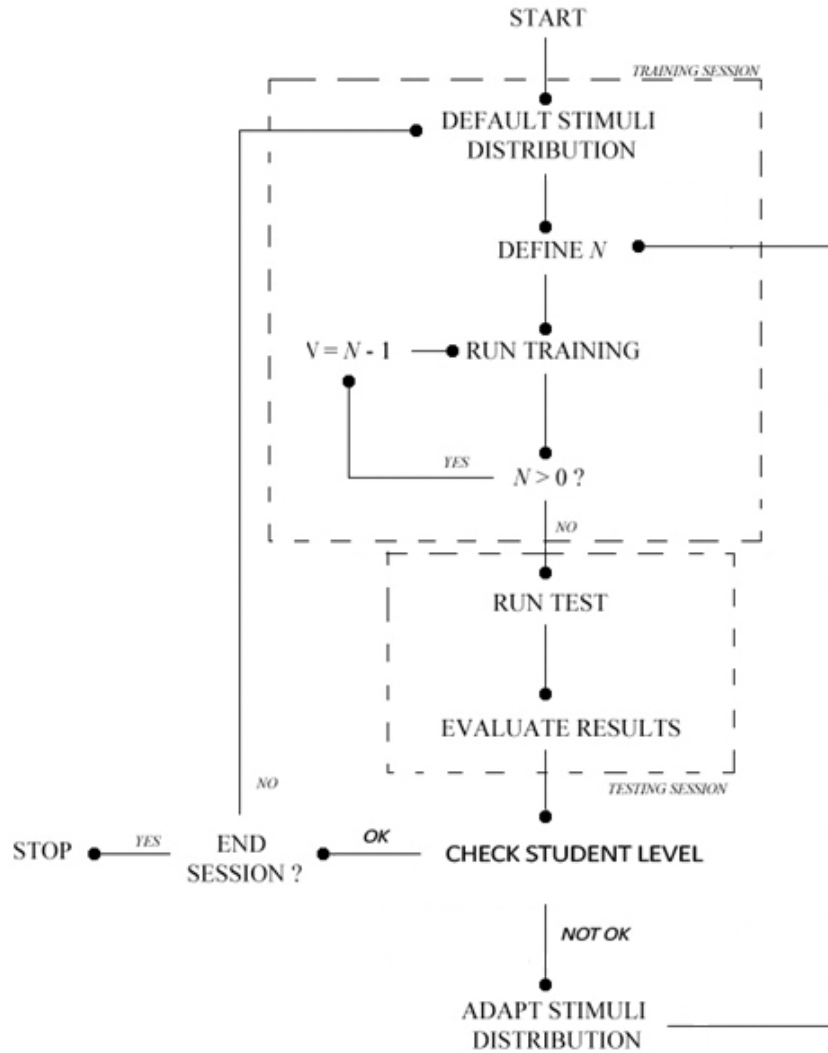 START
TRAINING SESSION
DEFAULT STIMULI
DISTRIBUTION
DEFINE N
N = N - 1
RUN TRAINING
YES
N > 0 ?
NO
RUN TEST
EVALUATE RESULTS
NO
TESTING SESSION
STOP
YES
END
SESSION ?
OK
CHECK STUDENT LEVEL
NOT OK
ADAPT STIMULI
DISTRIBUTION